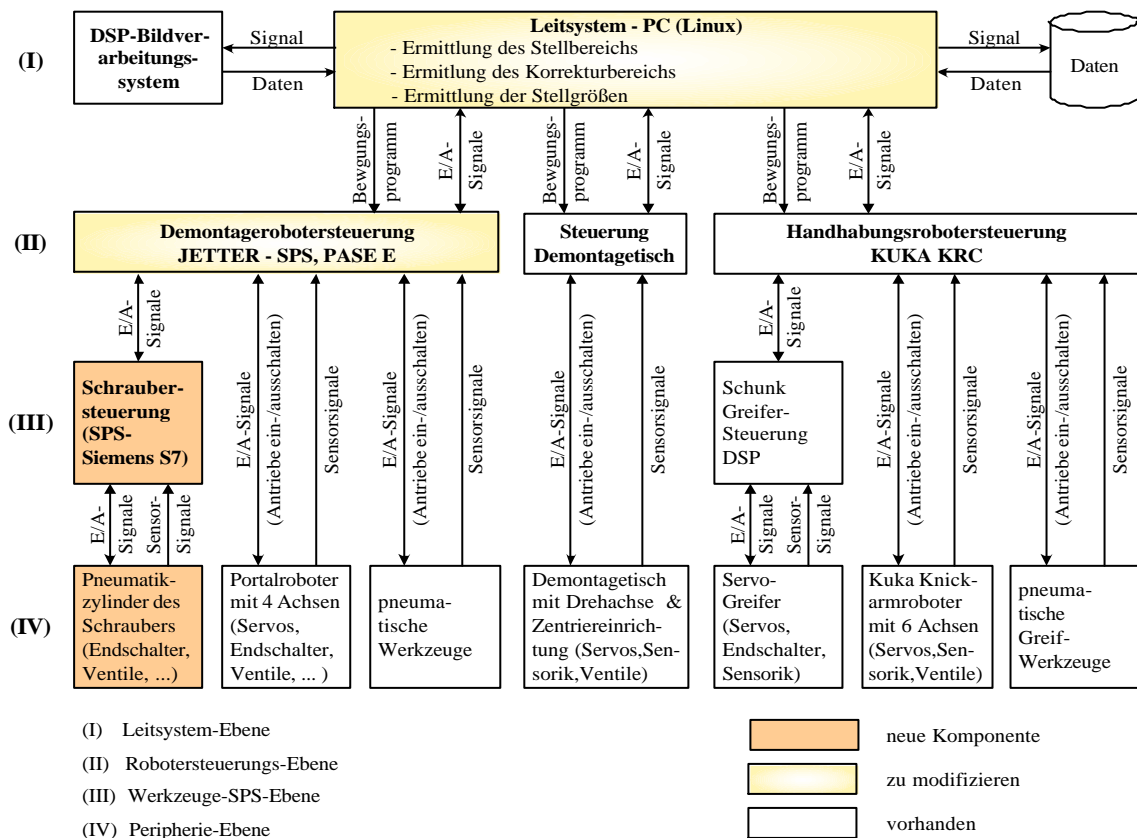 (I)
DSP-Bildver-
arbeitungs-
system
Signal
Daten
Leitsystem - PC (Linux)
- Ermittlung des Stellbereichs
- Ermitlung des Korrekturbereichs
- Ermittlung der Stellgrößen
Signal
Daten
Daten
Bewgungs-
programm
E/A-
Signale
Bewgungs-
programm
E/A-
Signale
Bewgungs-
programm
E/A-
Signale
(II)
Demontagerobotersteuerung
JETTER - SPS, PASE E
Steuerung
Demontagetisch
Handhabungsrobotersteuerung
KUKA KRC
E/A-
Signale
E/A-Signale
(Antriebe ein-/ausschalten)
Sensorsignale
E/A-Signale
(Antriebe ein-/ausschalten)
Sensorsignale
E/A-Signale
(Antriebe ein-/ausschalten)
Sensorsignale
E/A-
Signale
E/A-Signale
(Antriebe ein-/ausschalten)
Sensorsignale
E/A-Signale
(Antriebe ein-/ausschalten)
Sensorsignale
(III)
Schrauber-
steuerung
(SPS-
Siemens S7)
Schunk
Greifer-
Steuerung
DSP
E/A-
Signale
Sensor-
Signale
E/A-
Signale
Sensor-
Signale
(IV)
Pneumatik-
zylinder des
Schraubers
(Endschalter,
Ventile, ...)
Portalroboter
mit 4 Achsen
(Servos,
Endschalter,
Ventile, ... )
pneuma-
tische
Werkzeuge
Demontagetisch
mit Drehachse &
Zentriereinrich-
tung (Servos,Sen-
sorik,Ventile)
Servo-
Greifer
(Servos,
Endschalter,
Sensorik)
Kuka Knick-
armroboter
mit 6 Achsen
(Servos,Sen-
sorik,Ventile)
pneuma-
tische
Greif-
Werkzeuge
(I) Leitsystem-Ebene
(II) Robotersteuerungs-Ebene
(III) Werkzeuge-SPS-Ebene
(IV) Peripherie-Ebene
neue Komponente
zu modifizieren
vorhanden